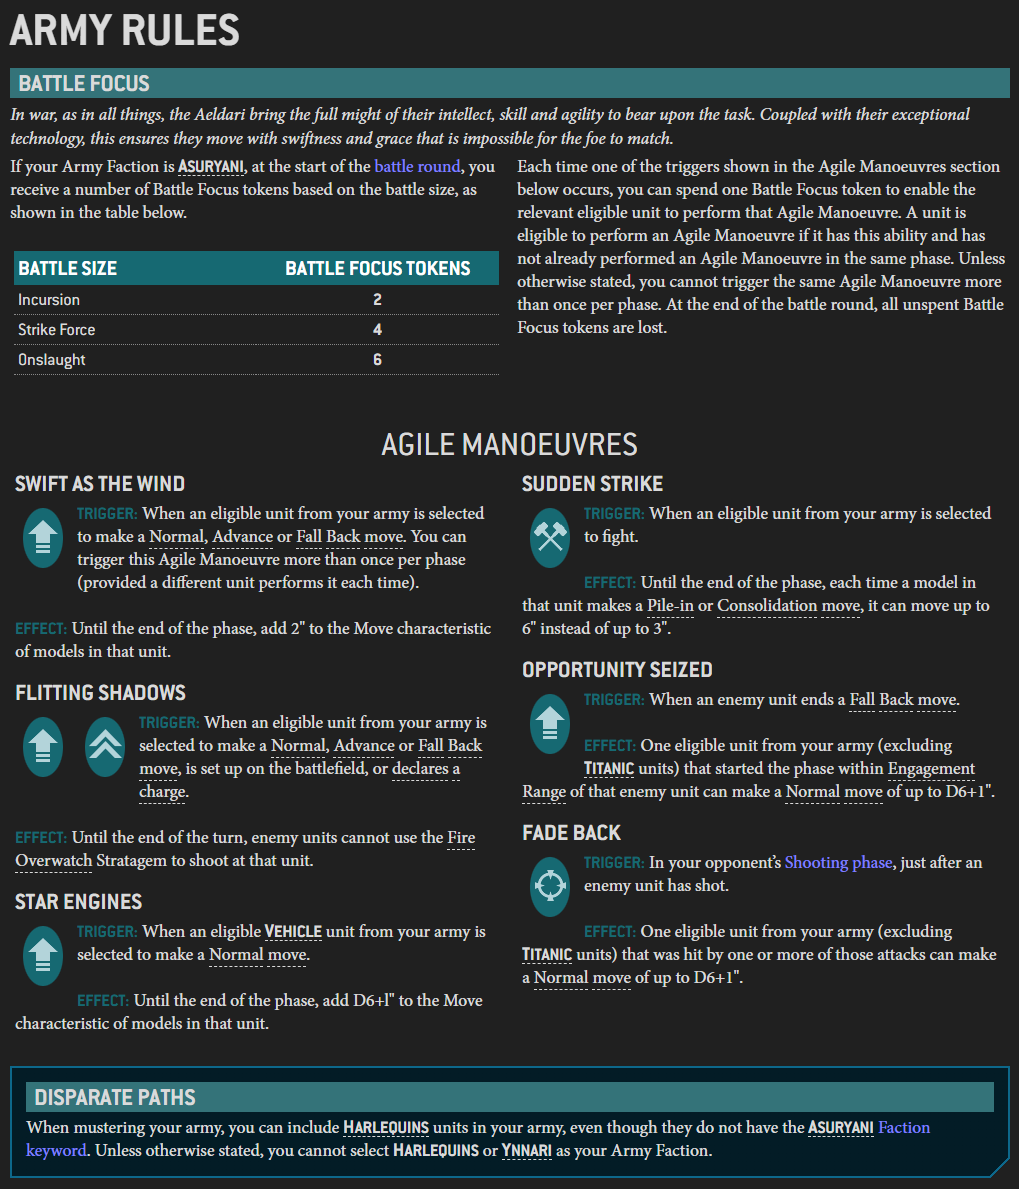 ARMY RULES
BATTLE FOCUS
In war, as in all things, the Aeldari bring the full might of their intellect, skill and agility to bear upon the task. Coupled with their exceptional
technology, this ensures they move with swiftness and grace that is impossible for the foe to match.
If your Army Faction is ASURYANI, at the start of the battle round, you
receive a number of Battle Focus tokens based on the battle size, as
shown in the table below.
BATTLE SIZE BATTLE FOCUS TOKENS
Incursion 2
Strike Force 4
Onslaught 6
Each time one of the triggers shown in the Agile Manoeuvres section
below occurs, you can spend one Battle Focus token to enable the
relevant eligible unit to perform that Agile Manoeuvre. A unit is
eligible to perform an Agile Manoeuvre if it has this ability and has
not already performed an Agile Manoeuvre in the same phase. Unless
otherwise stated, you cannot trigger the same Agile Manoeuvre more
than once per phase. At the end of the battle round, all unspent Battle
Focus tokens are lost.
AGILE MANOEUVRES
SWIFT AS THE WIND
TRIGGER: When an eligible unit from your army is selected
to make a Normal, Advance or Fall Back move. You can
trigger this Agile Manoeuvre more than once per phase
(provided a different unit performs it each time).
EFFECT: Until the end of the phase, add 2" to the Move characteristic
of models in that unit.
FLITTING SHADOWS
TRIGGER: When an eligible unit from your army is
selected to make a Normal, Advance or Fall Back
move, is set up on the battlefield, or declares a
charge.
EFFECT: Until the end of the turn, enemy units cannot use the Fire
Overwatch Stratagem to shoot at that unit.
STAR ENGINES
TRIGGER: When an eligible VEHICLE unit from your army is
selected to make a Normal move.
EFFECT: Until the end of the phase, add D6+l" to the Move
characteristic of models in that unit.
SUDDEN STRIKE
TRIGGER: When an eligible unit from your army is selected
to fight.
EFFECT: Until the end of the phase, each time a model in
that unit makes a Pile-in or Consolidation move, it can move up to
6" instead of up to 3".
OPPORTUNITY SEIZED
TRIGGER: When an enemy unit ends a Fall Back move.
EFFECT: One eligible unit from your army (excluding
TITANIC units) that started the phase within Engagement
Range of that enemy unit can make a Normal move of up to D6+1".
FADE BACK
TRIGGER: In your opponent's Shooting phase, just after an
enemy unit has shot.
EFFECT: One eligible unit from your army (excluding
TITANIC units) that was hit by one or more of those attacks can make
a Normal move of up to D6+1".
DISPARATE PATHS
When mustering your army, you can include HARLEQUINS units in your army, even though they do not have the ASURYANI Faction
keyword. Unless otherwise stated, you cannot select HARLEQUINS or YNNARI as your Army Faction.